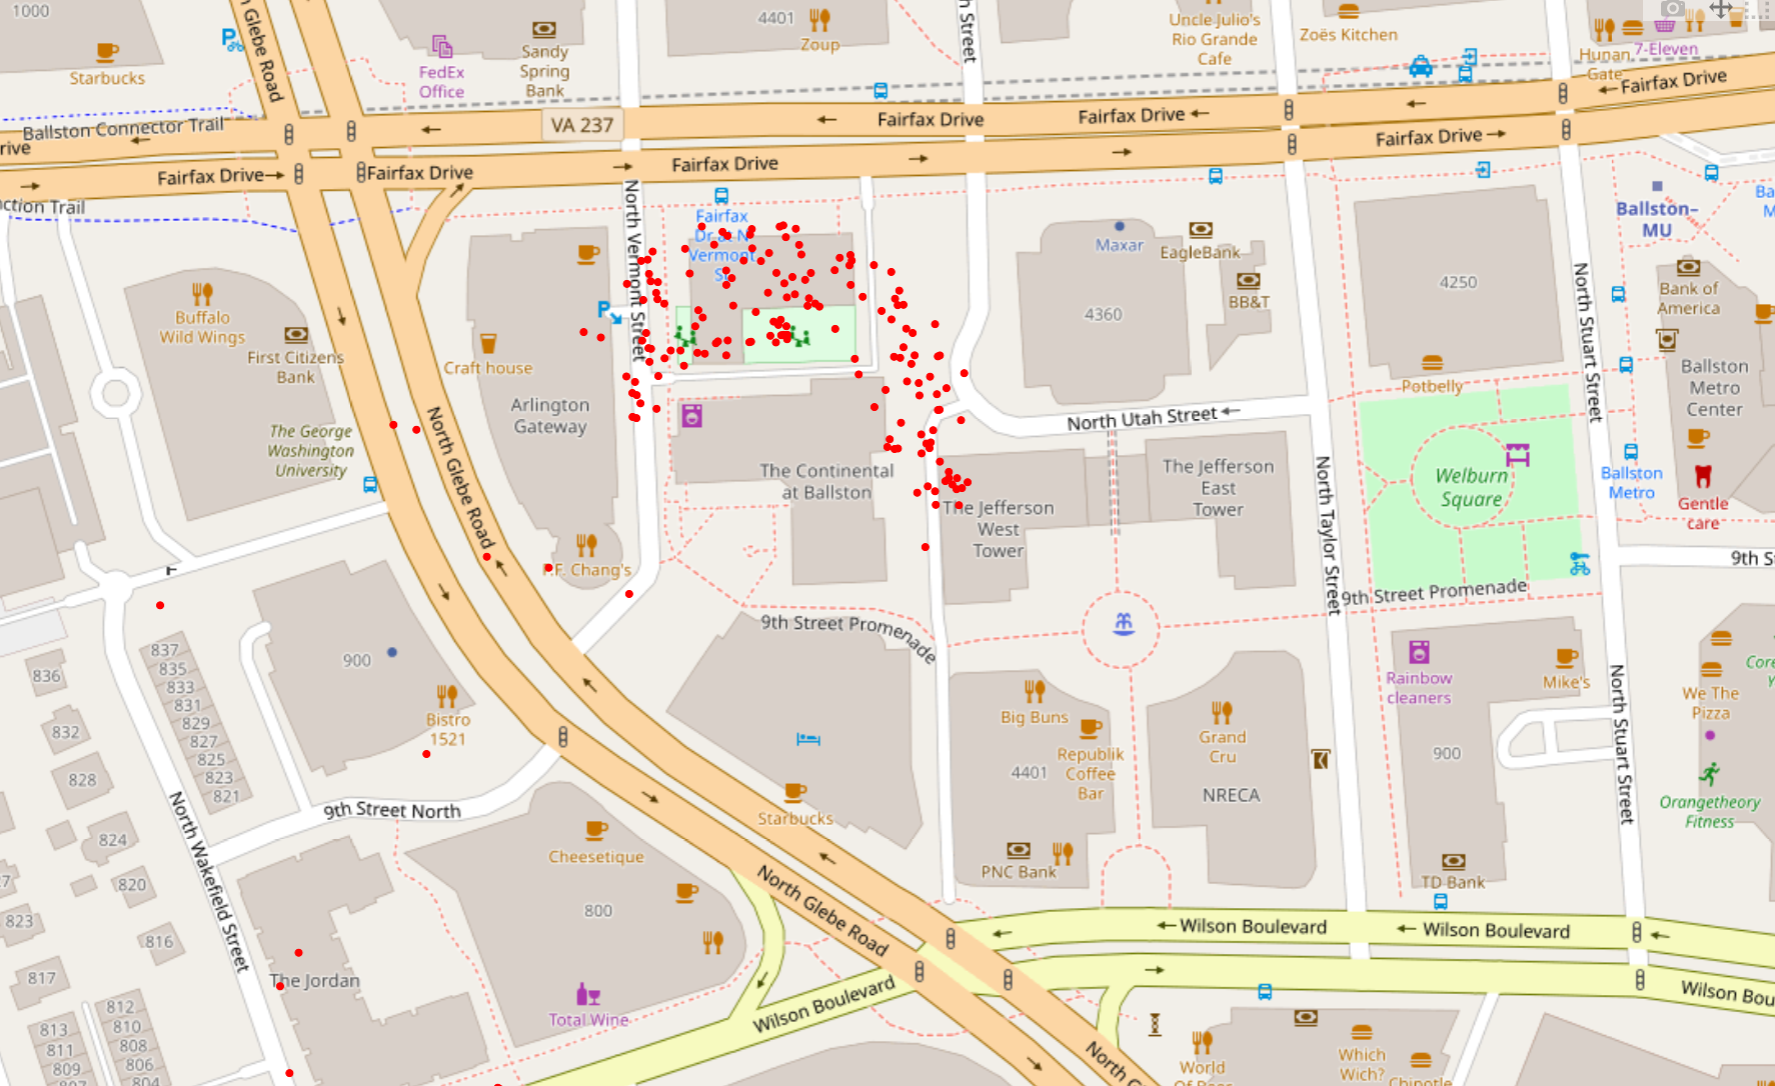 1000
Starbucks
Glebe Road
FedEx
Office
Sandy
Spring
Bank
4401
Zoup
Street
Uncle Julio's
Rio Grande
Cafe
Zoës Kitchen
Hunan
Gate
7-Eleven
Fairfax Drive
Ballston Connector Trail
VA 237
Fairfax Drive
Fairfax Drive
Fairfax Drive
rive
Fairfax Drive
Fairfax Drive
Fairfax Drive
ction Trail
North Vermont Street
Fairfax
Dr at N
Vermont
Maxar
EagleBank
BB&T
4360
4250
Ballston–
MU
Ba
M
Bank of
America
North Stuart Street
Buffalo
Wild Wings
First Citizens
Bank
Craft house
Arlington
Gateway
The George
Washington
University
North Glebe Road
P.F. Chang's
The Continental
at Ballston
North Utah Street
The Jefferson
West
Tower
The Jefferson
East
Tower
North Taylor Street
Potbelly
Welburn
Square
Ballston
Metro
Center
Ballston
Metro
Gentle
care
9th S
9th Street Promenade
9th Street Promenade
900
Bistro
1521
837
835
833
831
829
827
825
823
821
836
832
828
824
820
816
823
817
813
811
809
812
810
808
806
804
North Wakefield Street
9th Street North
The Jordan
Cheesetique
800
Total Wine
Starbucks
North Glebe Road
Wilson Boulevard
Big Buns
Republik
Coffee
Bar
4401
PNC Bank
Grand
Cru
NRECA
Rainbow
cleaners
Mike's
900
TD Bank
North Stuart Street
We The
Pizza
Core
y
Orangetheory
Fitness
Wilson Boulevard
Wilson Boulevard
Wilson Bou
North G
World
Which
Wich?
Chipotle